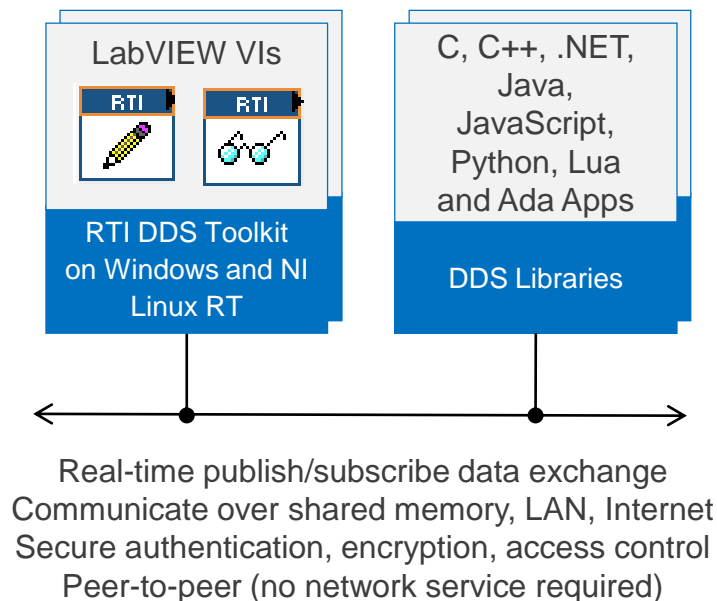 LabVIEW VIs
RTI
RTI
RTI DDS Toolkit
on Windows and NI
Linux RT
C, C++, .NET,
Java,
JavaScript,
Python, Lua
and Ada Apps
DDS Libraries
Real-time publish/subscribe data exchange
Communicate over shared memory, LAN, Internet
Secure authentication, encryption, access control
Peer-to-peer (no network service required)